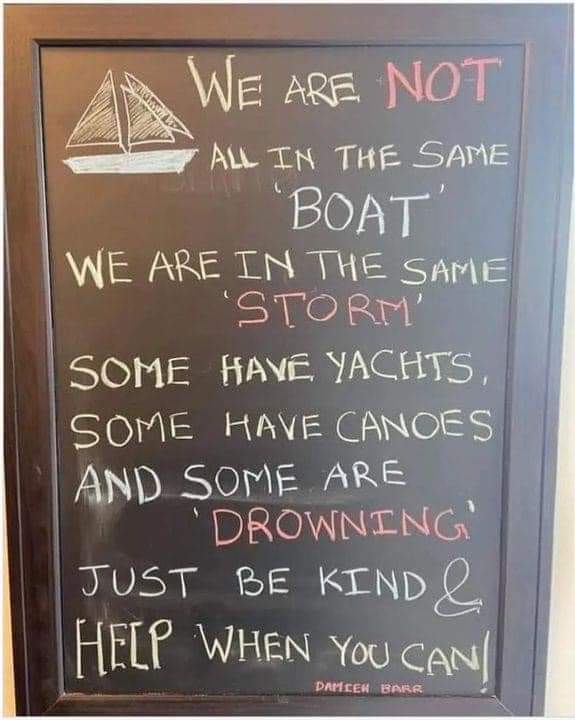 WE ARE NOT
ALL IN THE SAME
'BOAT'
WE ARE IN THE SAME
'STORM'
SOME HAVE YACHTS,
SOME HAVE CANOES
AND SOME ARE
'DROWNING'
JUST BE KIND &
HELP WHEN YOU CAN!
DAMIEN BARR